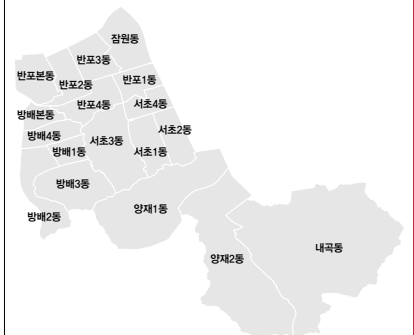 잠원동
반포3동
반포본동
반포2동
반포1동
반포4동
서초4동
방배본동
서초2동
방배4동
서초3동
방배1동
서초1동
방배3동
양재1동
방배2동
내곡동
양재2동